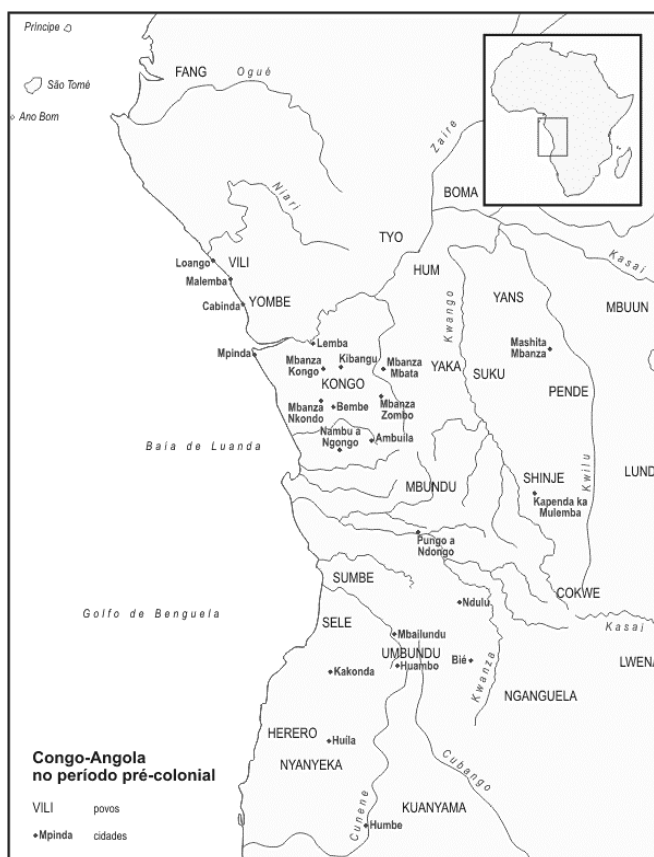 Príncipe
São Tomé
Ano Bom
FANG
Ogué
Zaire
BOMA
Niari
TYO
Kasai
HUM
VILI
Loango
Malemba
YANS
Kwango
MBUUN
Cabinda
YOMBE
Lemba
Mpinda
Mashita
Mbanza
Kibangu
Mbanza
Kongo
Mbanza
Mbata
YAKA
SUKU
KONGO
PENDE
Mbanza
Nkondo
Bembe
Mbanza
Zombo
Nambu a
Ngongo
Ambuila
Baia de Luanda
Kwilu
LUND
SHINJE
MBUNDU
Kapenda ka
Mulemba
Pungo a
Ndongo
SUMBE
COKWE
Ndulu
Golfo de Benguela
SELE
Kasai
Mbailundu
UMBUNDU
Huambo
Bié
LWENA
Kakonda
Kwanza
NGANGUELA
HERERO
Huíla
NYANYEKA
Cubango
Congo-Angola
no período pré-colonial
VILI povos
Mpinda cidades
KUANYAMA
Cunene
Humbe